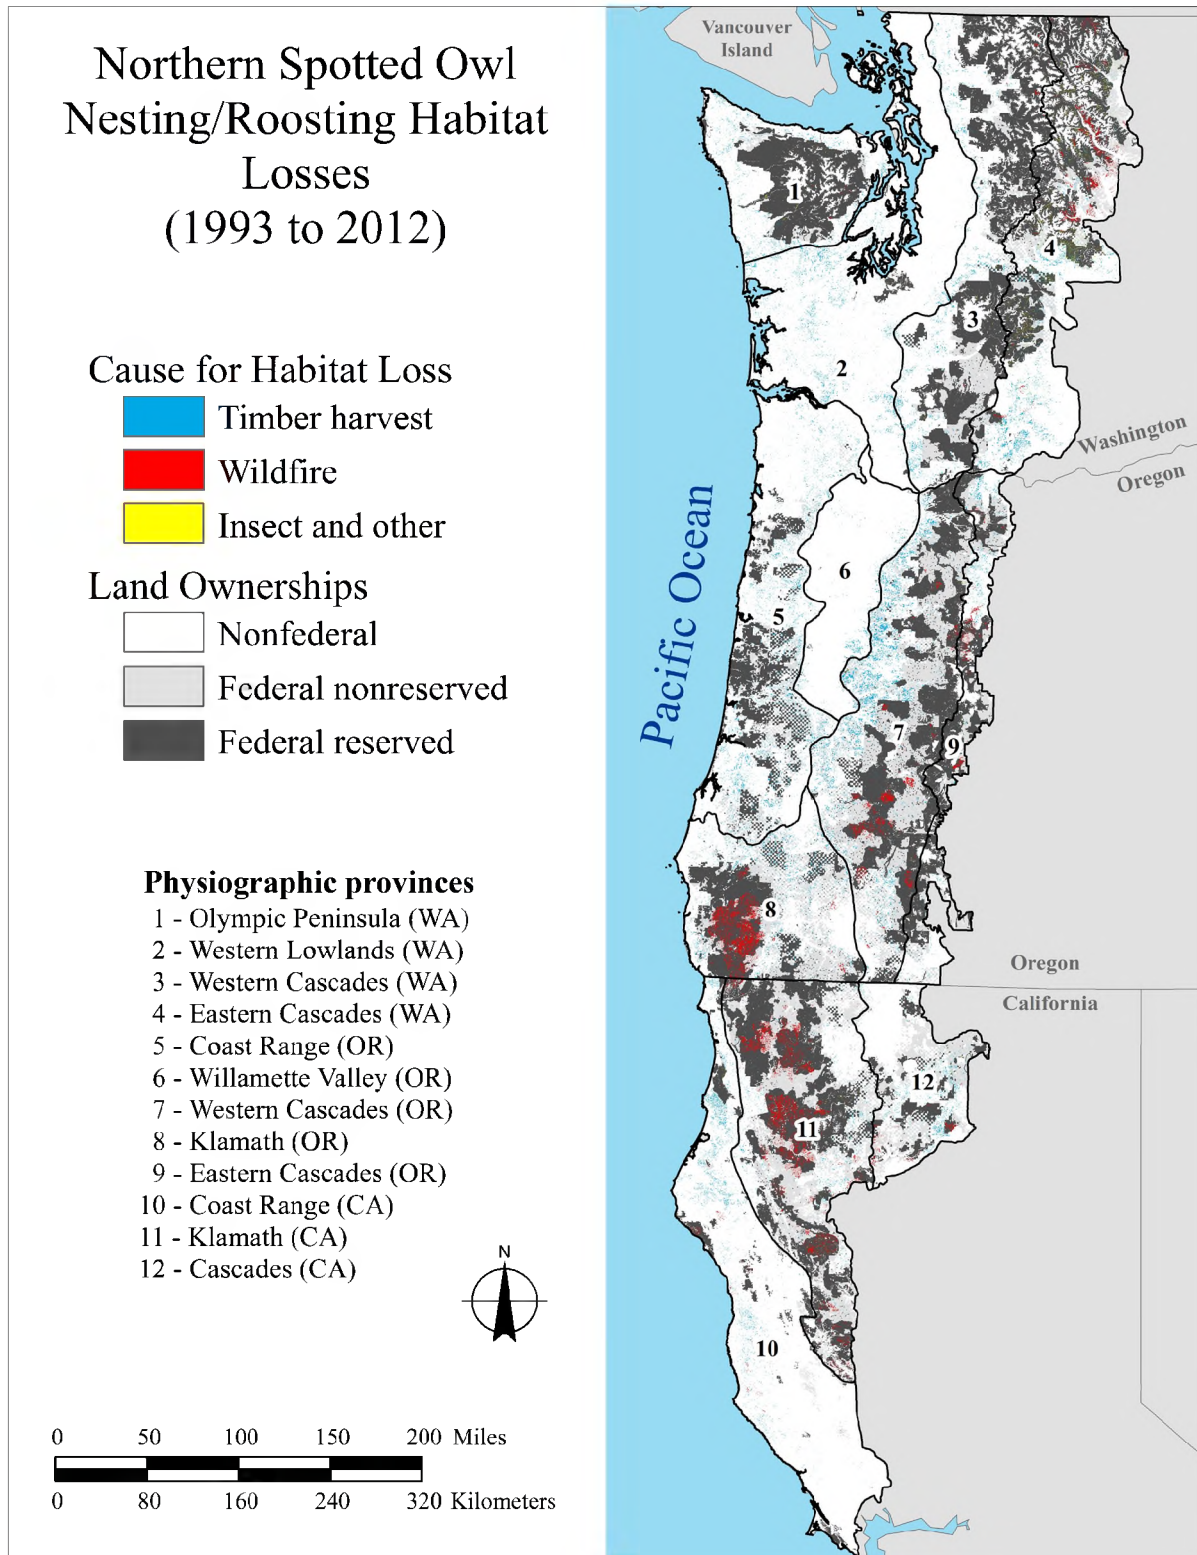 Northern Spotted Owl
Nesting/Roosting Habitat
Losses
(1993 to 2012)
Cause for Habitat Loss
Timber harvest
Wildfire
Insect and other
Land Ownerships
Nonfederal
Federal nonreserved
Federal reserved
Physiographic provinces
1 - Olympic Peninsula (WA)
2 - Western Lowlands (WA)
3 - Western Cascades (WA)
4 - Eastern Cascades (WA)
5 - Coast Range (OR)
6 - Willamette Valley (OR)
7 - Western Cascades (OR)
8 - Klamath (OR)
9 - Eastern Cascades (OR)
10 - Coast Range (CA)
11 - Klamath (CA)
12 - Cascades (CA)
N
0 50 100 150 200 Miles
0 80 160 240 320 Kilometers
Vancouver
Island
1
4
3
2
Washington
Oregon
Pacific Ocean
6
5
7
9
8
Oregon
California
12
11
10